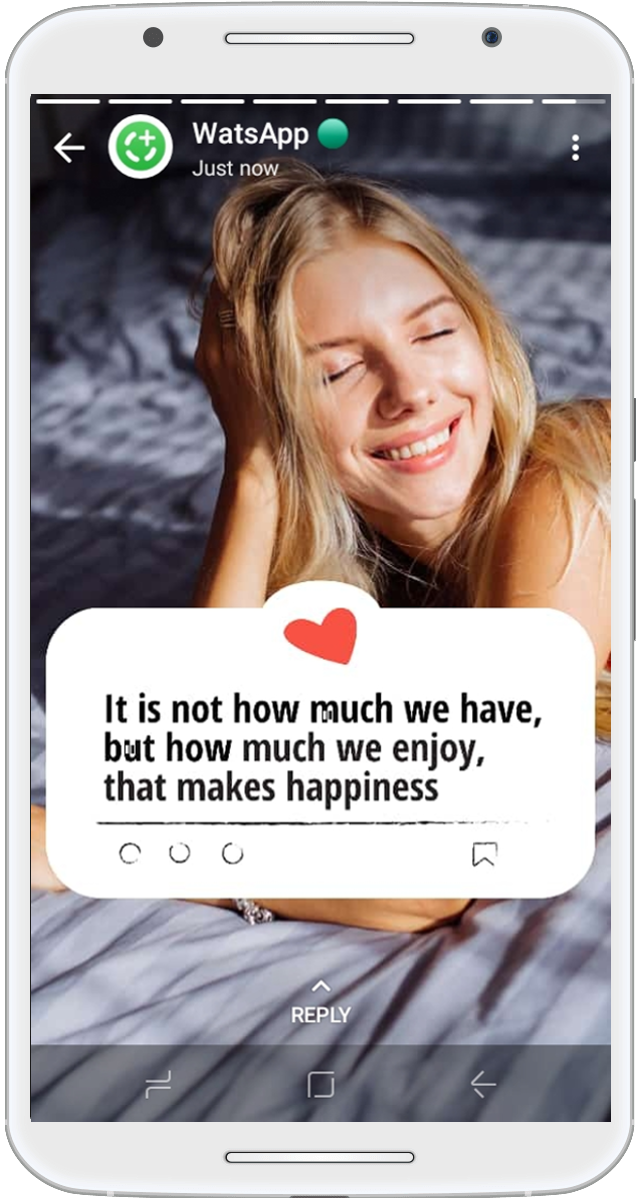 WatsApp
Just now
It is not how much we have,
but how much we enjoy,
that makes happiness
REPLY